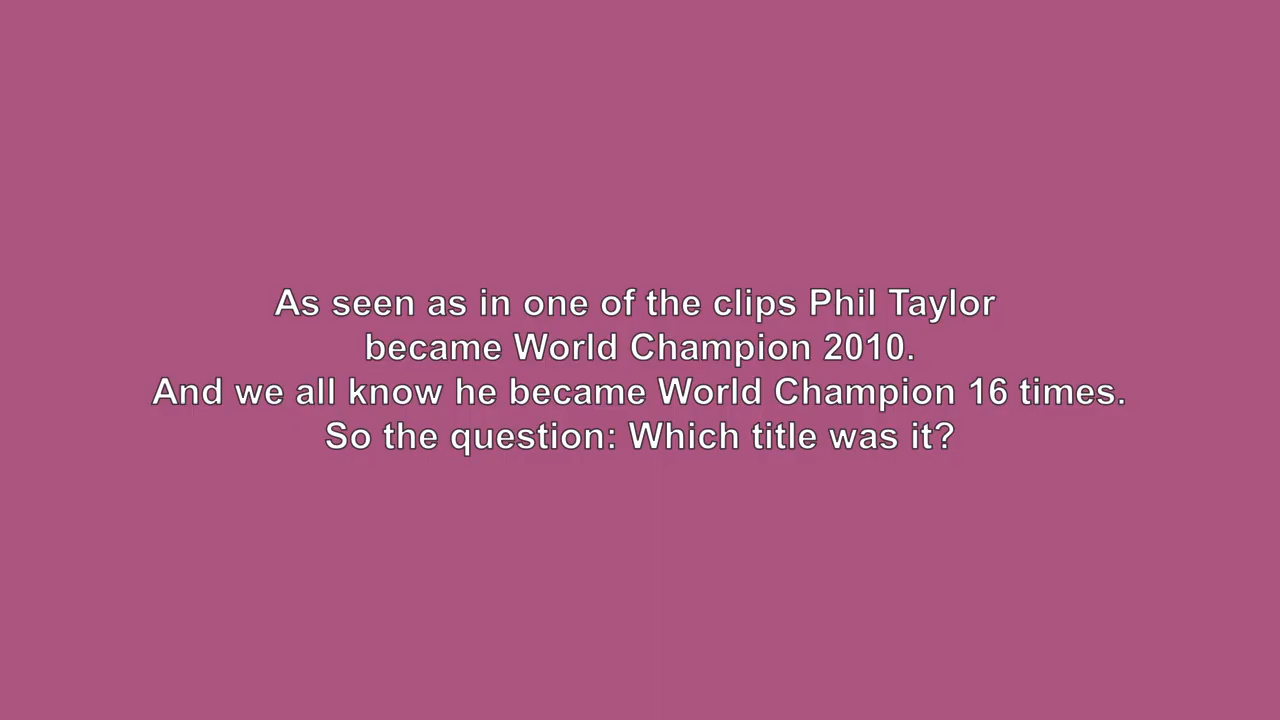 As seen as in one of the clips Phil Taylor
became World Champion 2010.
And we all know he became World Champion 16 times.
So the question: Which title was it?